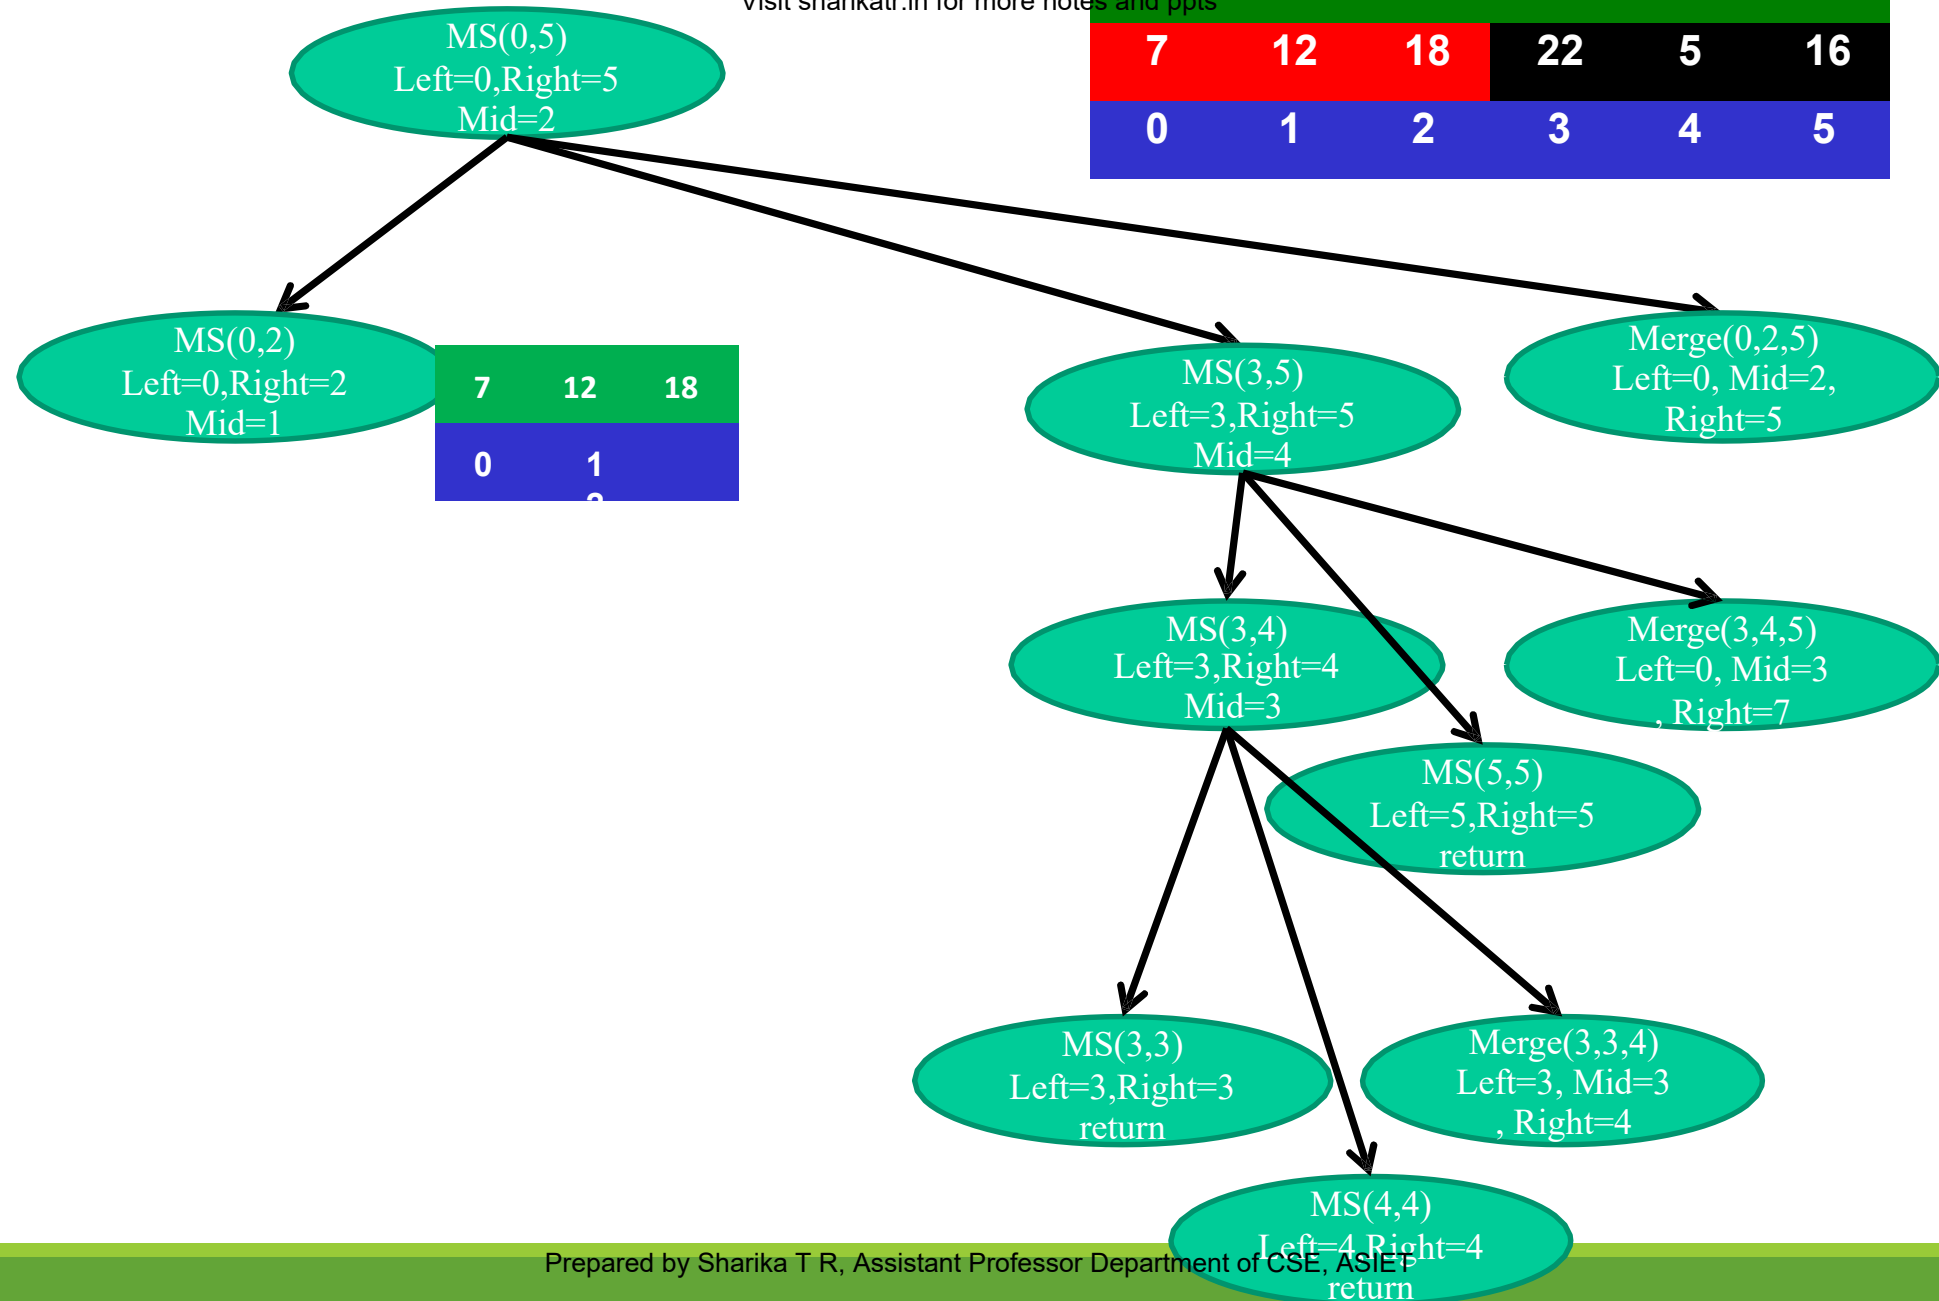 Visit sharikatr.in for more notes and ppts
MS(0,5)
Left=0,Right=5
Mid=2
7 12 18 22 5 16
0 1 2 3 4 5
MS(0,2)
Left=0,Right=2
Mid=1
7 12 18
0 1
2
MS(3,5)
Left=3,Right=5
Mid=4
Merge(0,2,5)
Left=0, Mid=2,
Right=5
MS(3,4)
Left=3,Right=4
Mid=3
Merge(3,4,5)
Left=0, Mid=3
, Right=7
MS(5,5)
Left=5,Right=5
return
MS(3,3)
Left=3,Right=3
return
Merge(3,3,4)
Left=3, Mid=3
, Right=4
MS(4,4)
Left=4,Right=4
return
Prepared by Sharika T R, Assistant Professor Department of CSE, ASIET